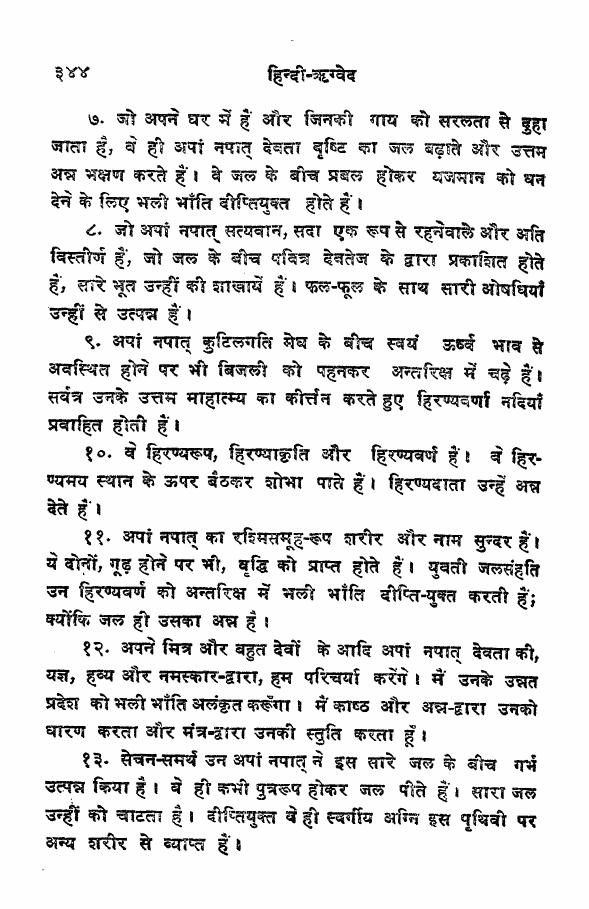 ३४४ हिन्दी-ऋग्वेद
७. जो अपने घर में हैं और जिनकी गाय को सरलता से दुहा
जाता है, वे ही अपां नपात् देवता वृष्टि का जल बढ़ाते और उत्तम
अन्न भक्षण करते हैं। वे जल के बीच प्रबल होकर यजमान को धन
देने के लिए भली भाँति दीप्तियुक्त होते हैं।
८. जो अपां नपात् सत्यवान, सदा एक रूप से रहनेवाले और अति
विस्तीर्ण हैं, जो जल के बीच पवित्र देवतेज के द्वारा प्रकाशित होते
हैं, सारे भूत उन्हीं की शाखायें हैं। फल-फूल के साथ सारी ओषधियाँ
उन्हीं से उत्पन्न हैं।
९. अपां नपात् कुटिलगति मेघ के बीच स्वयं ऊर्ध्व भाव से
अवस्थित होने पर भी बिजली को पहनकर अन्तरिक्ष में चढ़े हैं।
सर्वत्र उनके उत्तम माहात्म्य का कीर्त्तन करते हुए हिरण्यवर्णा नदियाँ
प्रवाहित होती हैं।
१०. वे हिरण्यरूप, हिरण्याकृति और हिरण्यवर्ण हैं। वे हिर-
ण्यमय स्थान के ऊपर बैठकर शोभा पाते हैं। हिरण्यदाता उन्हें अन्न
देते हैं।
११. अपां नपात् का रश्मिसमूह-रूप शरीर और नाम सुन्दर हैं।
ये दोनों, गूढ़ होने पर भी, वृद्धि को प्राप्त होते हैं। युवती जलसंहति
उन हिरण्यवर्ण को अन्तरिक्ष में भली भाँति दीप्ति-युक्त करती हैं;
क्योंकि जल ही उसका अन्न है।
१२. अपने मित्र और बहुत देवों के आदि अपां नपात् देवता की,
यज्ञ, हव्य और नमस्कार-द्वारा, हम परिचर्या करेंगे। मैं उनके उन्नत
प्रदेश को भली भाँति अलंकृत करूँगा। मैं काष्ठ और अन्न-द्वारा उनको
धारण करता और मंत्र-द्वारा उनकी स्तुति करता हूँ।
१३. सेचन-समर्थ उन अपां नपात् ने इस सारे जल के बीच गर्भ
उत्पन्न किया है। वे ही कभी पुत्ररूप होकर जल पीते हैं। सारा जल
उन्हीं को चाटता है। दीप्तियुक्त वे ही स्वर्गीय अग्नि इस पृथिवी पर
अन्य शरीर से व्याप्त हैं।